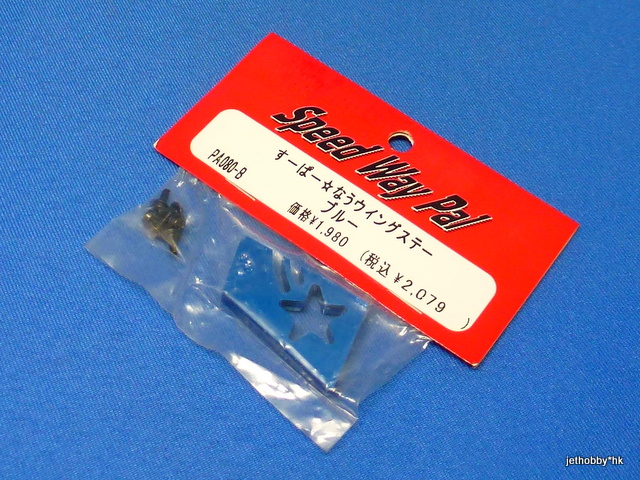 Speed Way Pal
PA080-B
すーぱー☆なうウイングステー
ブルー
価格¥1,980 (税込¥2,079 )
jethobby*hk